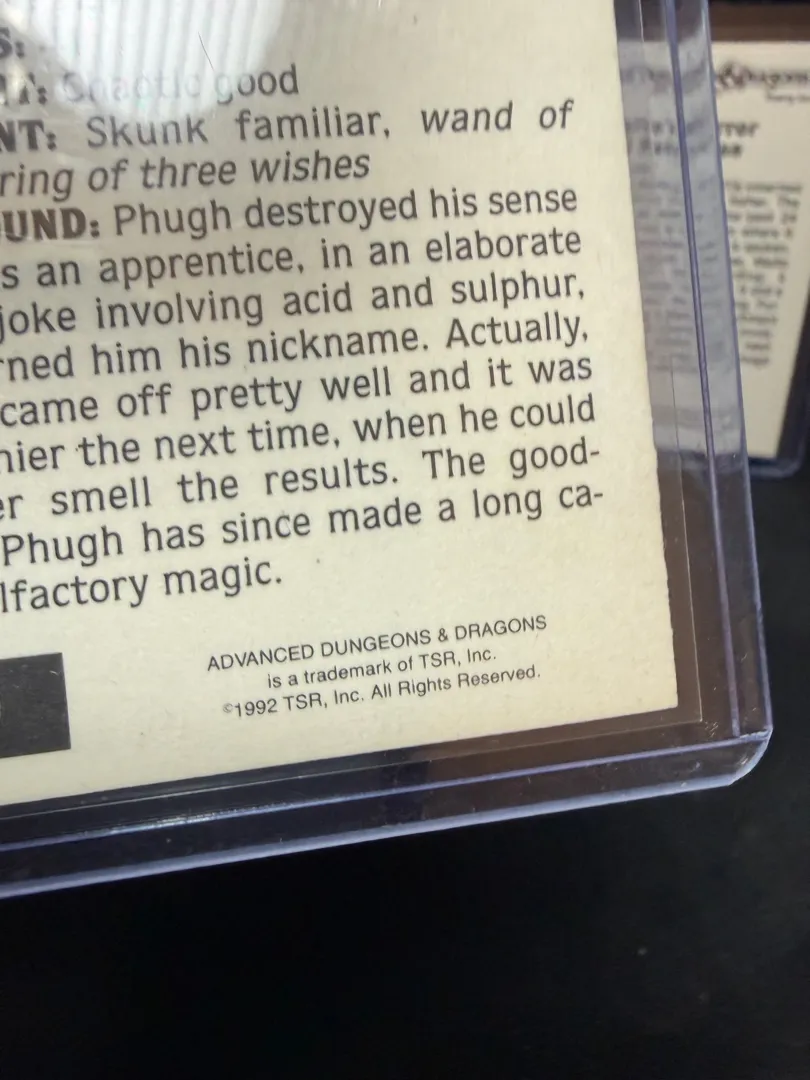 S:
T: Chaotic good
NT: Skunk familiar, wand of
ring of three wishes
UND: Phugh destroyed his sense
s an apprentice, in an elaborate
joke involving acid and sulphur,
rned him his nickname. Actually,
came off pretty well and it was
nier the next time, when he could
er smell the results. The good-
Phugh has since made a long ca-
lfactory magic.
ADVANCED DUNGEONS & DRAGONS
is a trademark of TSR, Inc.
©1992 TSR, Inc. All Rights Reserved.